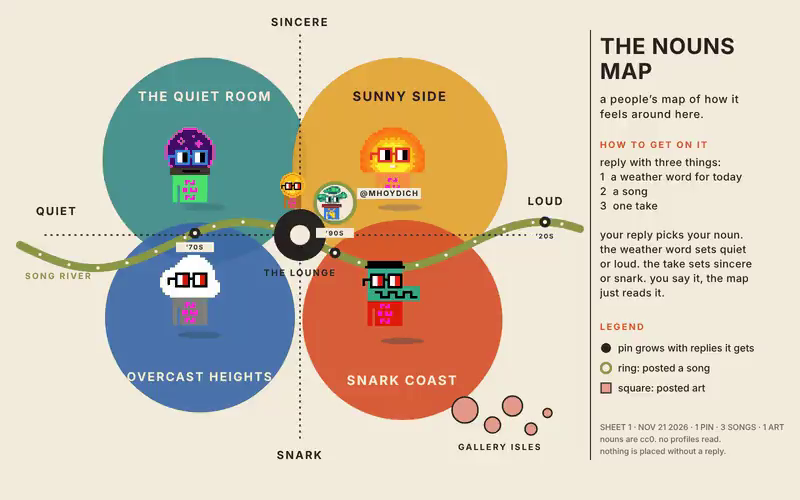 SINCERE
THE QUIET ROOM
SUNNY SIDE
@MHOYDICH
QUIET
LOUD
'70S
'90S
'20S
SONG RIVER
THE LOUNGE
OVERCAST HEIGHTS
SNARK COAST
GALLERY ISLES
SNARK
THE NOUNS
MAP
a people's map of how it
feels around here.
HOW TO GET ON IT
reply with three things:
1 a weather word for today
2 a song
3 one take
your reply picks your noun.
the weather word sets quiet
or loud. the take sets sincere
or snark. you say it, the map
just reads it.
LEGEND
pin grows with replies it gets
ring: posted a song
square: posted art
SHEET 1 · NOV 21 2026 · 1 PIN · 3 SONGS · 1 ART
nouns are cc0. no profiles read.
nothing is placed without a reply.